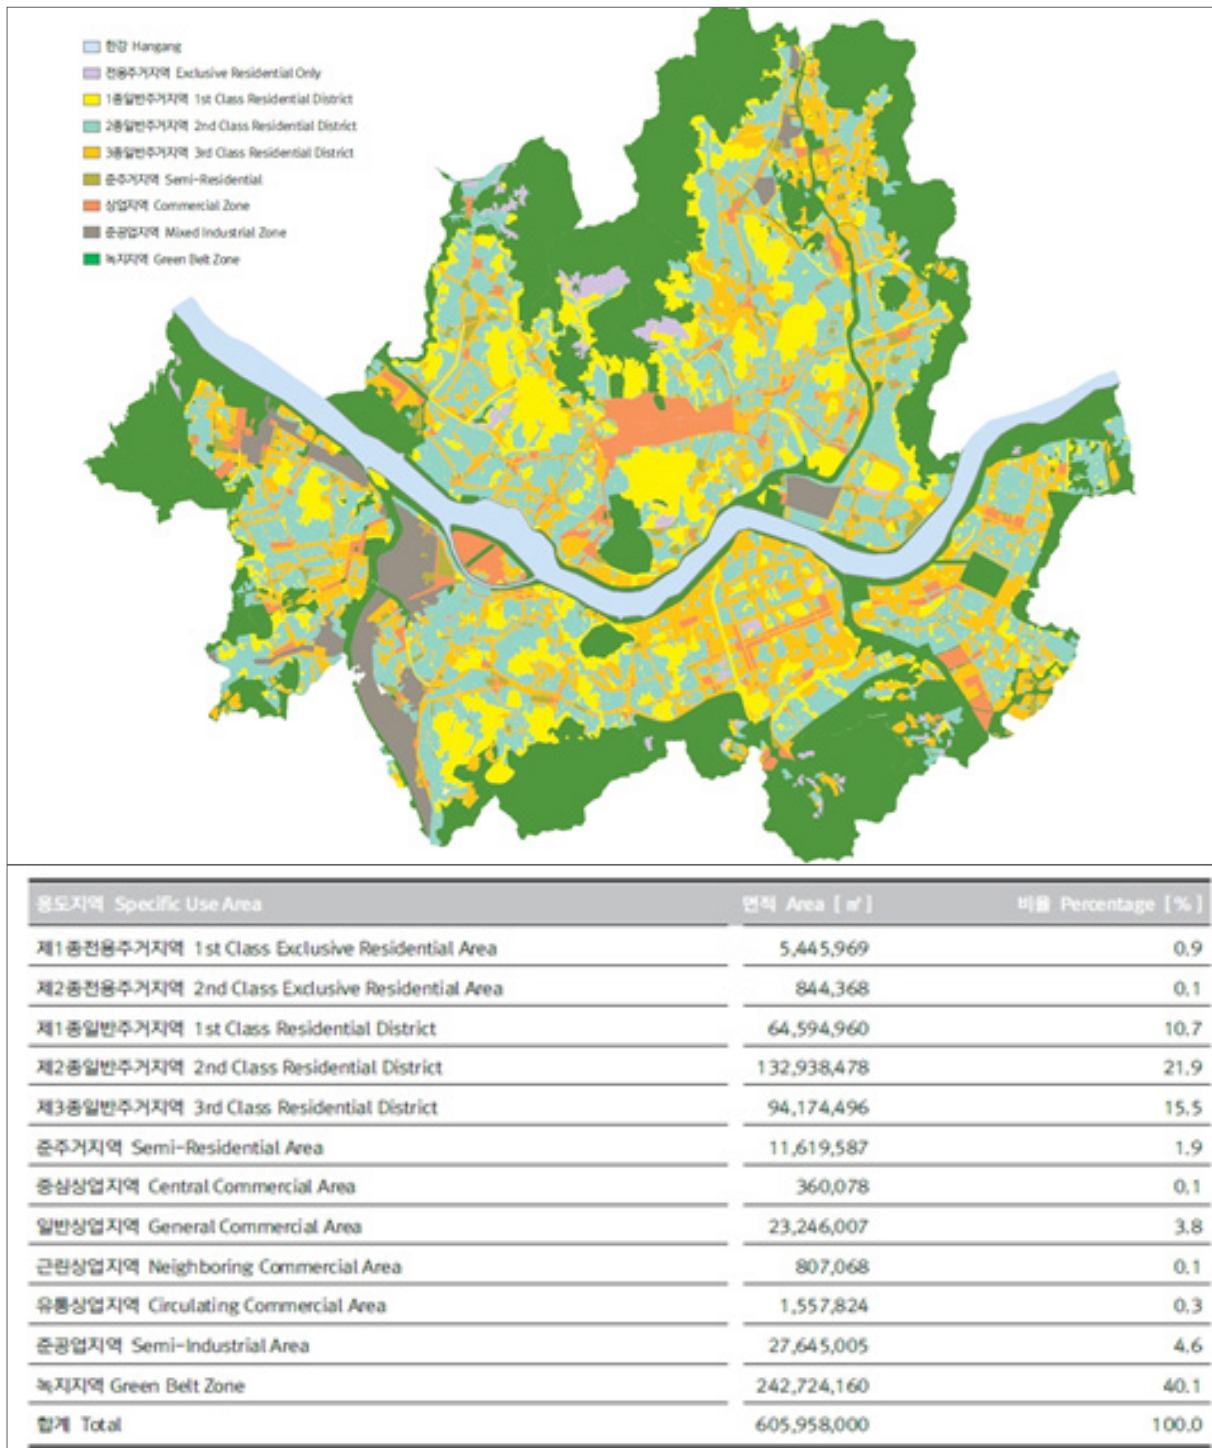 한강 Hangang
전용주거지역 Exclusive Residential Only
1종일반주거지역 1st Class Residential District
2종일반주거지역 2nd Class Residential District
3종일반주거지역 3rd Class Residential District
준주거지역 Semi-Residential
상업지역 Commercial Zone
준공업지역 Mixed Industrial Zone
녹지지역 Green Belt Zone
용도지역 Specific Use Area 면적 Area [㎡] 비율 Percentage [%]
제1종전용주거지역 1st Class Exclusive Residential Area 5,445,969 0.9
제2종전용주거지역 2nd Class Exclusive Residential Area 844,368 0.1
제1종일반주거지역 1st Class Residential District 64,594,960 10.7
제2종일반주거지역 2nd Class Residential District 132,938,478 21.9
제3종일반주거지역 3rd Class Residential District 94,174,496 15.5
준주거지역 Semi-Residential Area 11,619,587 1.9
중심상업지역 Central Commercial Area 360,078 0.1
일반상업지역 General Commercial Area 23,246,007 3.8
근린상업지역 Neighboring Commercial Area 807,068 0.1
유통상업지역 Circulating Commercial Area 1,557,824 0.3
준공업지역 Semi-Industrial Area 27,645,005 4.6
녹지지역 Green Belt Zone 242,724,160 40.1
합계 Total 605,958,000 100.0